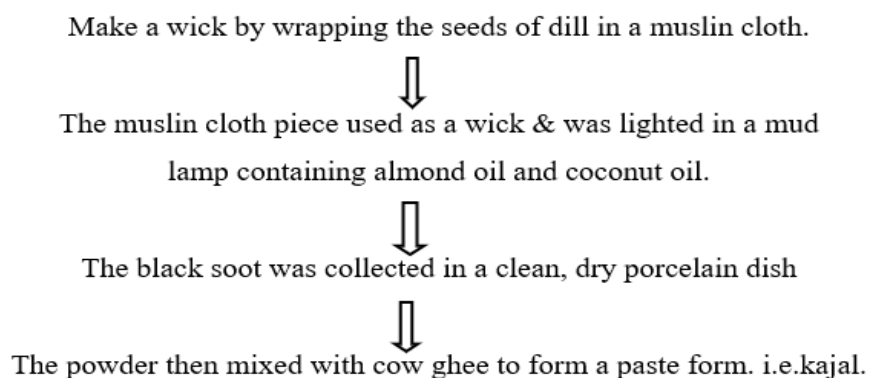 Make a wick by wrapping the seeds of dill in a muslin cloth.
The muslin cloth piece used as a wick & was lighted in a mud
lamp containing almond oil and coconut oil.
The black soot was collected in a clean, dry porcelain dish
The powder then mixed with cow ghee to form a paste form. i.e.kajal.